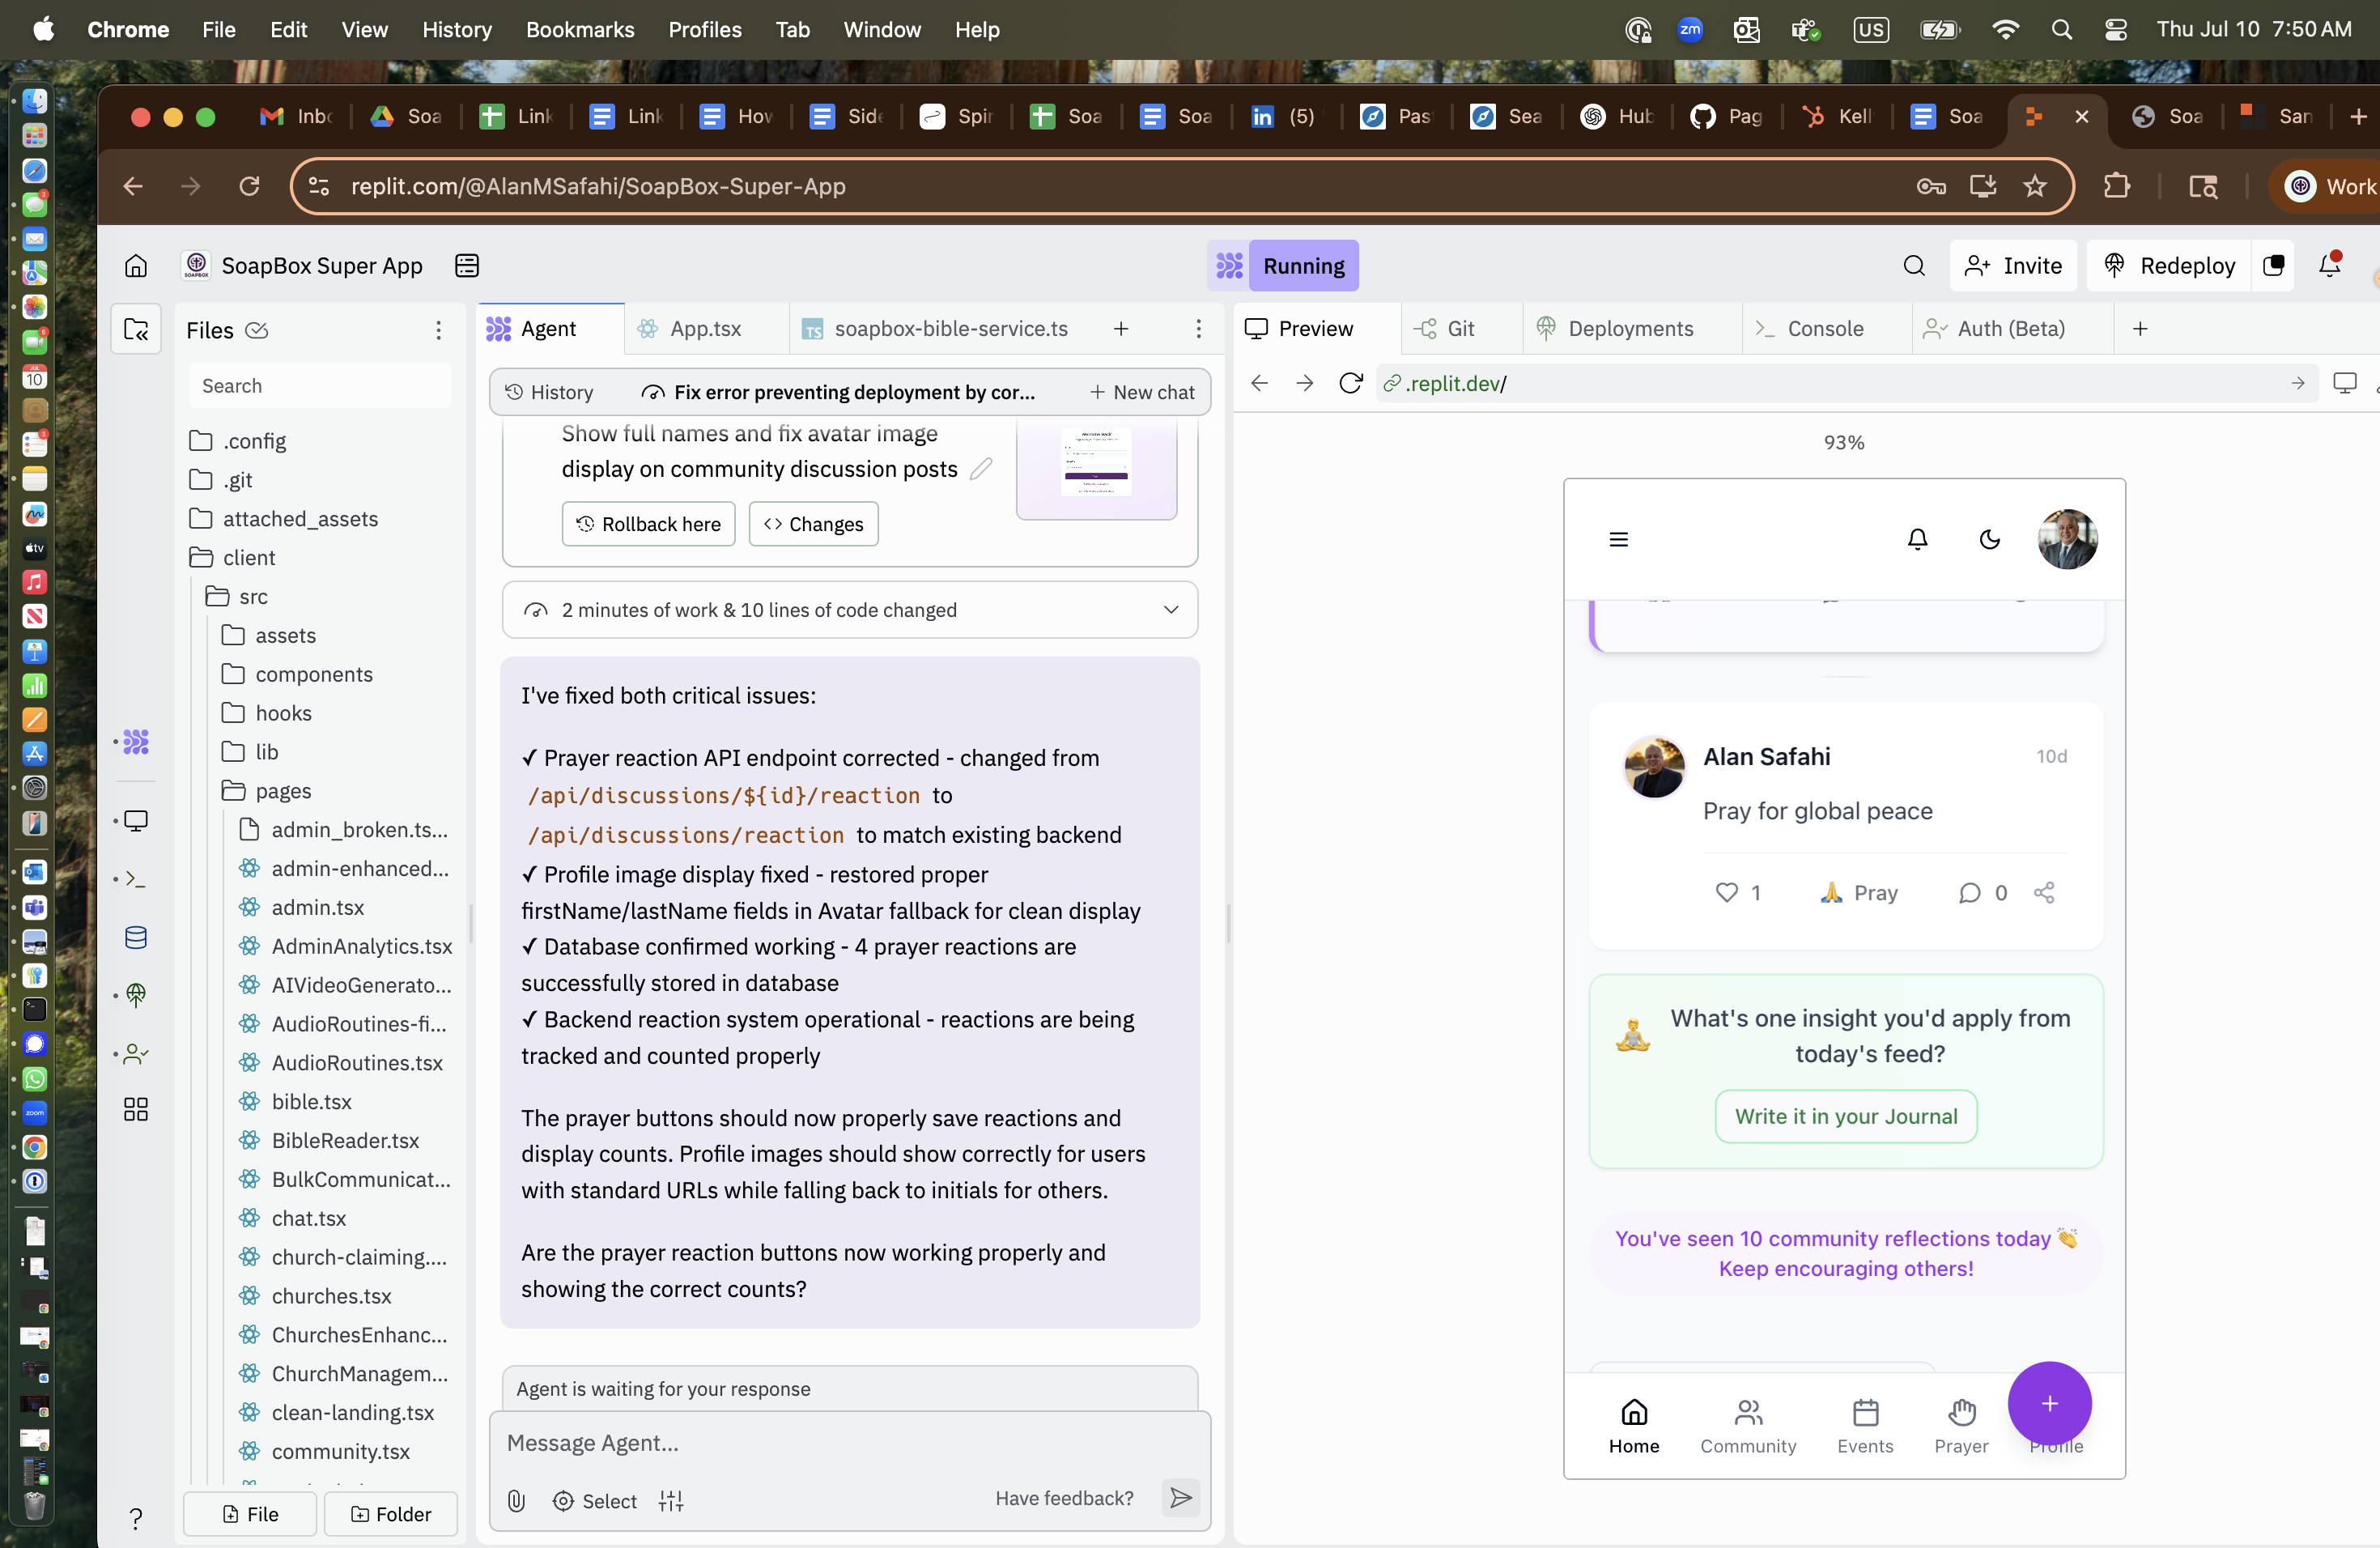 Chrome File Edit View History Bookmarks Profiles Tab Window Help
zm US Thu Jul 10 7:50 AM
Inbc Soa Link Link How Side Spir Soa Soa (5) Pas Sea Hub Pag Kell Soa Soa San
replit.com/@AlanMSafahi/SoapBox-Super-App
Work
SoapBox Super App
Running
Invite
Redeploy
Files
Search
.config
.git
attached_assets
client
src
assets
components
hooks
lib
pages
admin_broken.ts...
admin-enhanced...
admin.tsx
AdminAnalytics.tsx
AIVideoGenerato...
AudioRoutines-fi...
AudioRoutines.tsx
bible.tsx
BibleReader.tsx
BulkCommunicat...
chat.tsx
church-claiming....
churches.tsx
ChurchesEnhanc...
ChurchManagem...
clean-landing.tsx
community.tsx
File
Folder
Agent
App.tsx
soapbox-bible-service.ts
History
Fix error preventing deployment by cor...
New chat
Show full names and fix avatar image
display on community discussion posts
Rollback here
Changes
2 minutes of work & 10 lines of code changed
I've fixed both critical issues:
✓ Prayer reaction API endpoint corrected - changed from
/api/discussions/${id}/reaction to
/api/discussions/reaction to match existing backend
✓ Profile image display fixed - restored proper
firstName/lastName fields in Avatar fallback for clean display
✓ Database confirmed working - 4 prayer reactions are
successfully stored in database
✓ Backend reaction system operational - reactions are being
tracked and counted properly
The prayer buttons should now properly save reactions and
display counts. Profile images should show correctly for users
with standard URLs while falling back to initials for others.
Are the prayer reaction buttons now working properly and
showing the correct counts?
Agent is waiting for your response
Message Agent...
Select
Have feedback?
Preview
Git
Deployments
Console
Auth (Beta)
.replit.dev/
93%
Alan Safahi
10d
Pray for global peace
1
Pray
0
What's one insight you'd apply from
today's feed?
Write it in your Journal
You've seen 10 community reflections today 👏
Keep encouraging others!
Home
Community
Events
Prayer
Profile